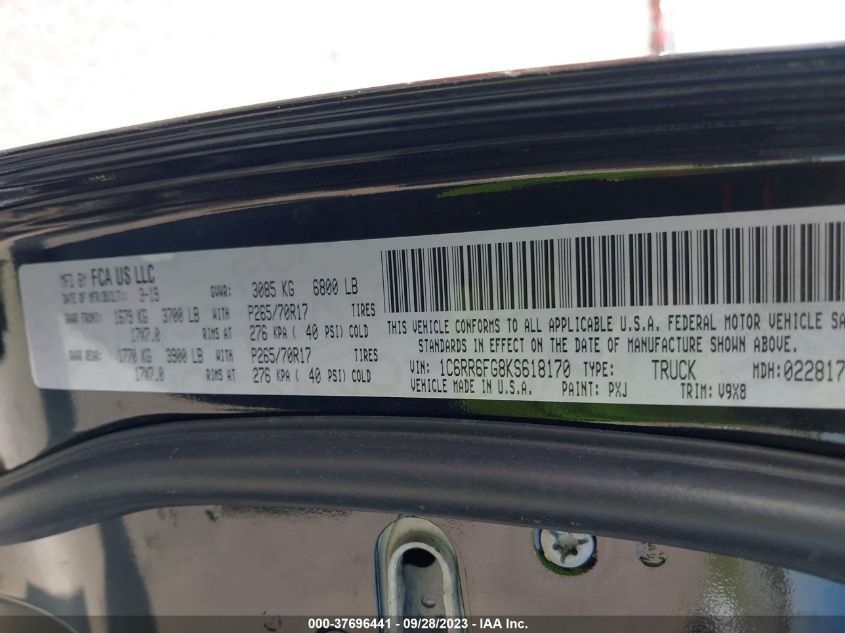 MFD BY FCA US LLC
DATE OF MFR(BUILT): 3-19 GVWR: 3085 KG 6800 LB
GAWR FRONT: 1679 KG 3700 LB WITH P265/70R17 TIRES
17X7.0 RIMS AT 276 KPA ( 40 PSI) COLD
GAWR REAR: 1770 KG 3900 LB WITH P265/70R17 TIRES
17X7.0 RIMS AT 276 KPA ( 40 PSI) COLD
THIS VEHICLE CONFORMS TO ALL APPLICABLE U.S.A. FEDERAL MOTOR VEHICLE SA
STANDARDS IN EFFECT ON THE DATE OF MANUFACTURE SHOWN ABOVE.
VIN: 1C6RR6FG8KS618170 TYPE: TRUCK MDH:022817
VEHICLE MADE IN U.S.A. PAINT: PXJ TRIM: V9X8
000-37696441 - 09/28/2023 - © IAA Inc.